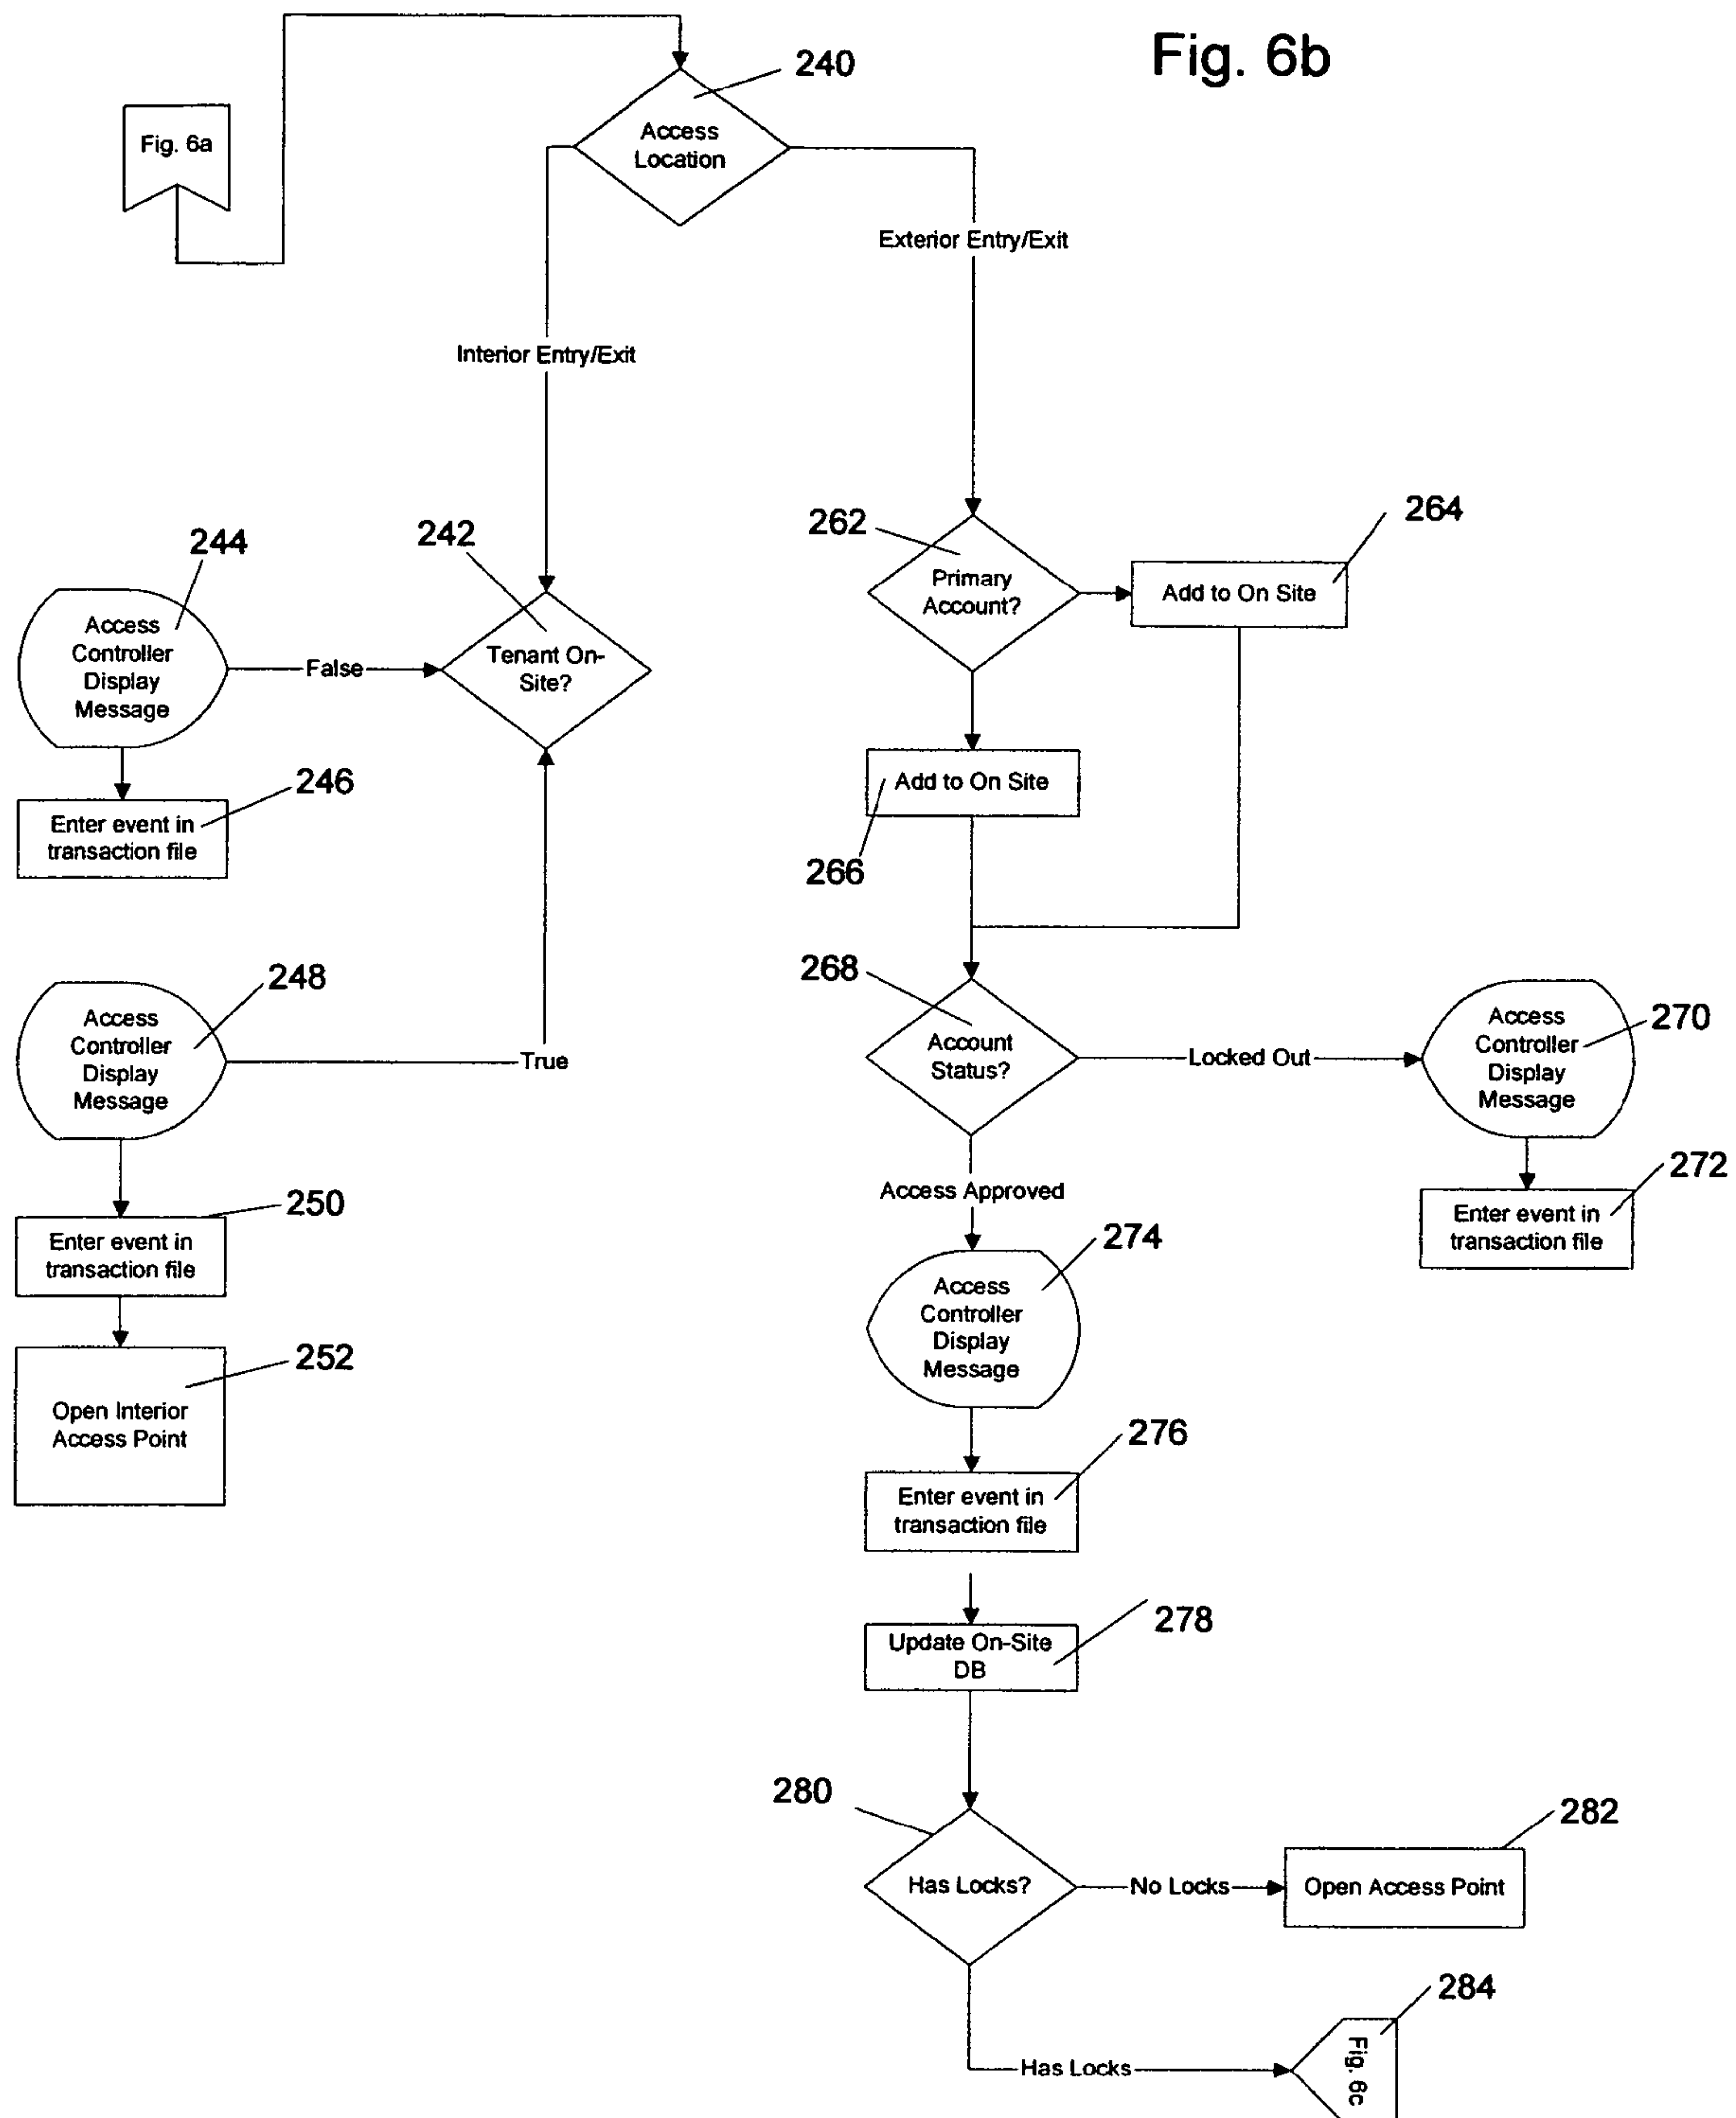 Fig. 6b
240
Fig. 6a
Access
Location
Exterior Entry/Exit
Interior Entry/Exit
262
264
244
242
Primary
Account?
Add to On Site
Access
Controller
Display
Message
False
Tenant On-
Site?
246
Add to On Site
Enter event in
transaction file
266
248
268
Access
Controller
Display
Message
True
Account
Status?
Locked Out
Access
Controller
Display
Message
270
250
Access Approved
272
Enter event in
transaction file
274
Enter event in
transaction file
252
Access
Controller
Display
Message
Open Interior
Access Point
276
Enter event in
transaction file
278
Update On-Site
DB
280
282
Has Locks?
No Locks
Open Access Point
284
Has Locks
Fig. 6c